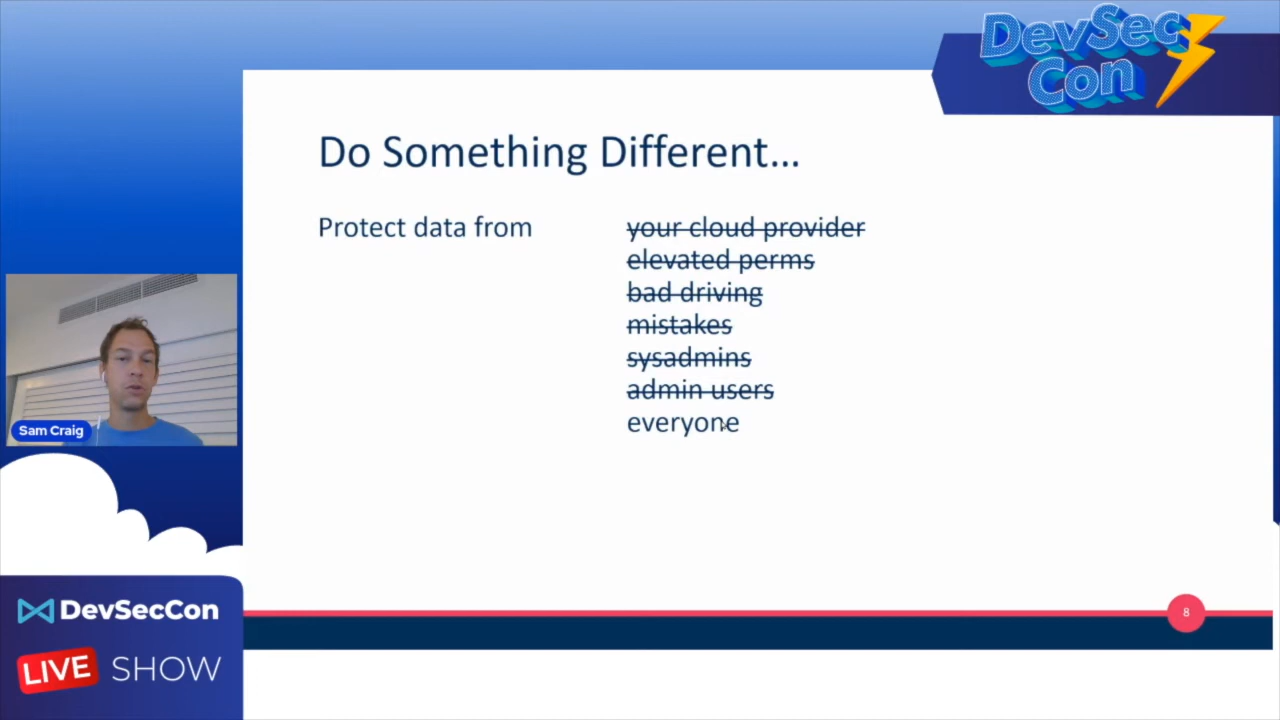 DevSec
Con
Do Something Different...
Protect data from
your cloud provider
elevated perms
bad driving
mistakes
sysadmins
admin users
everyone
Sam Craig
DevSecCon
LIVE SHOW
8